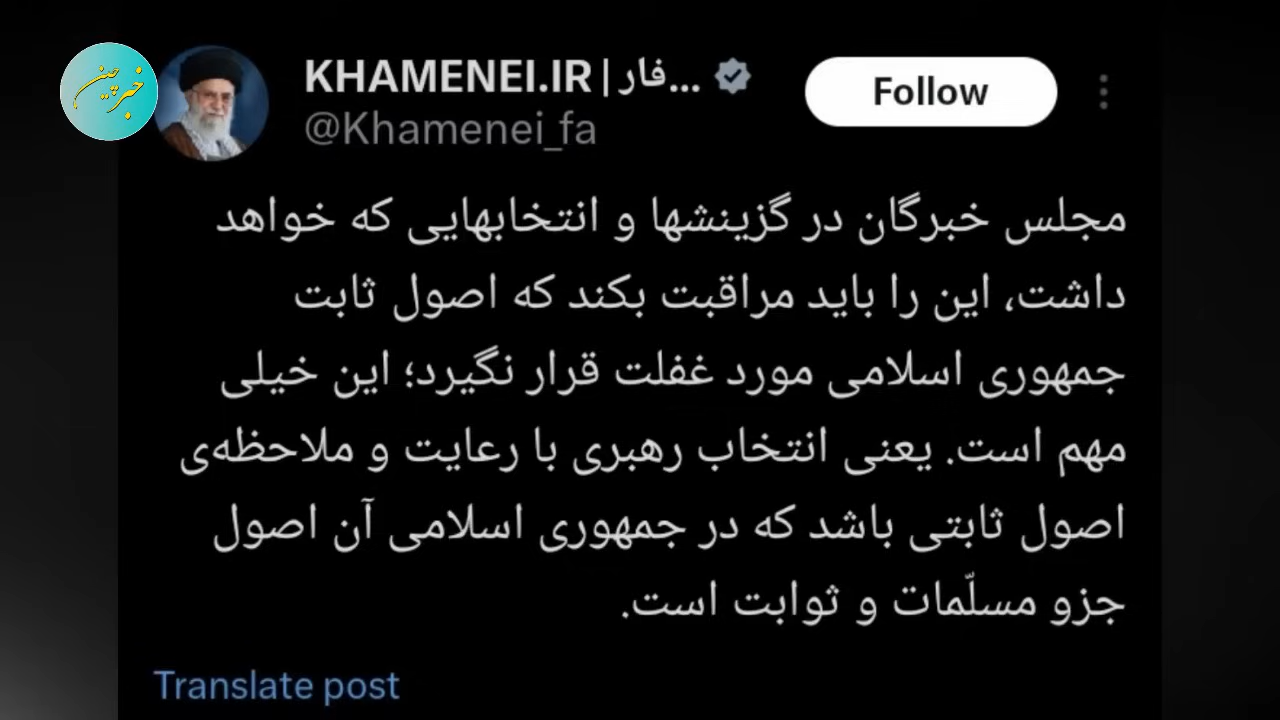 خبرچین
KHAMENEI.IR | فار...
@Khamenei_fa
Follow
مجلس خبرگان در گزینشها و انتخابهایی که خواهد
داشت، این را باید مراقبت بکند که اصول ثابت
جمهوری اسلامی مورد غفلت قرار نگیرد؛ این خیلی
مهم است. یعنی انتخاب رهبری با رعایت و ملاحظه‌ی
اصول ثابتی باشد که در جمهوری اسلامی آن اصول
جزو مسلّمات و ثوابت است.
Translate post